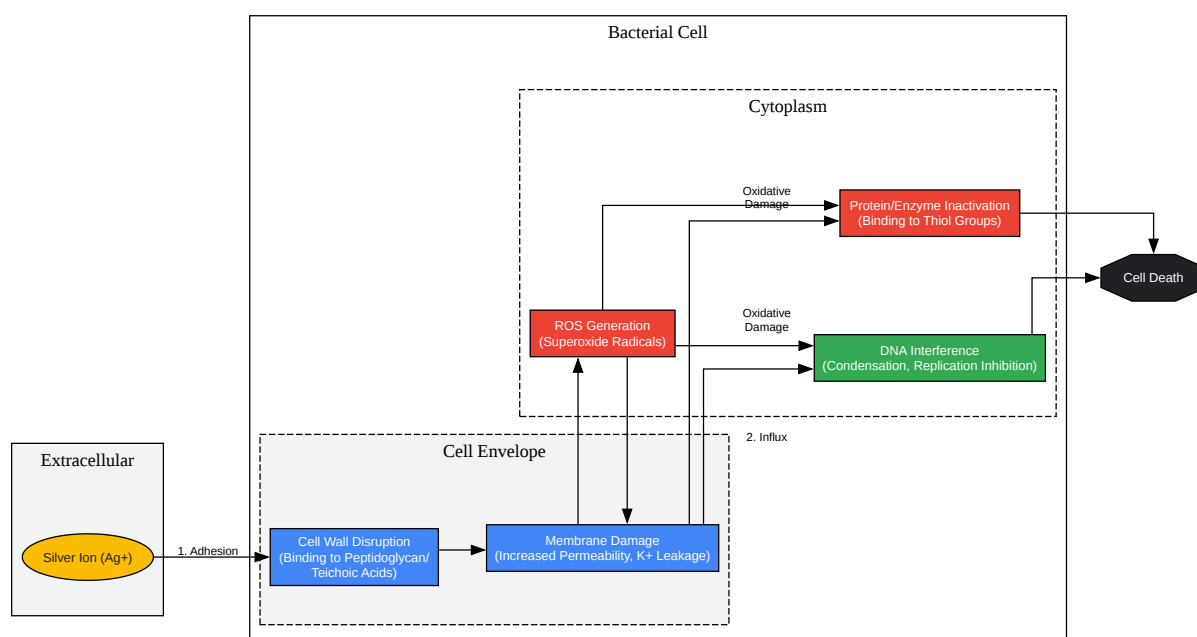 Bacterial Cell
Cytoplasm
Oxidative
Damage
Protein/Enzyme Inactivation
(Binding to Thiol Groups)
Cell Death
ROS Generation
(Superoxide Radicals)
Oxidative
Damage
DNA Interference
(Condensation, Replication Inhibition)
2. Influx
Extracellular
Cell Envelope
Silver Ion (Ag+)
1. Adhesion
Cell Wall Disruption
(Binding to Peptidoglycan/
Teichoic Acids)
Membrane Damage
(Increased Permeability, K+ Leakage)